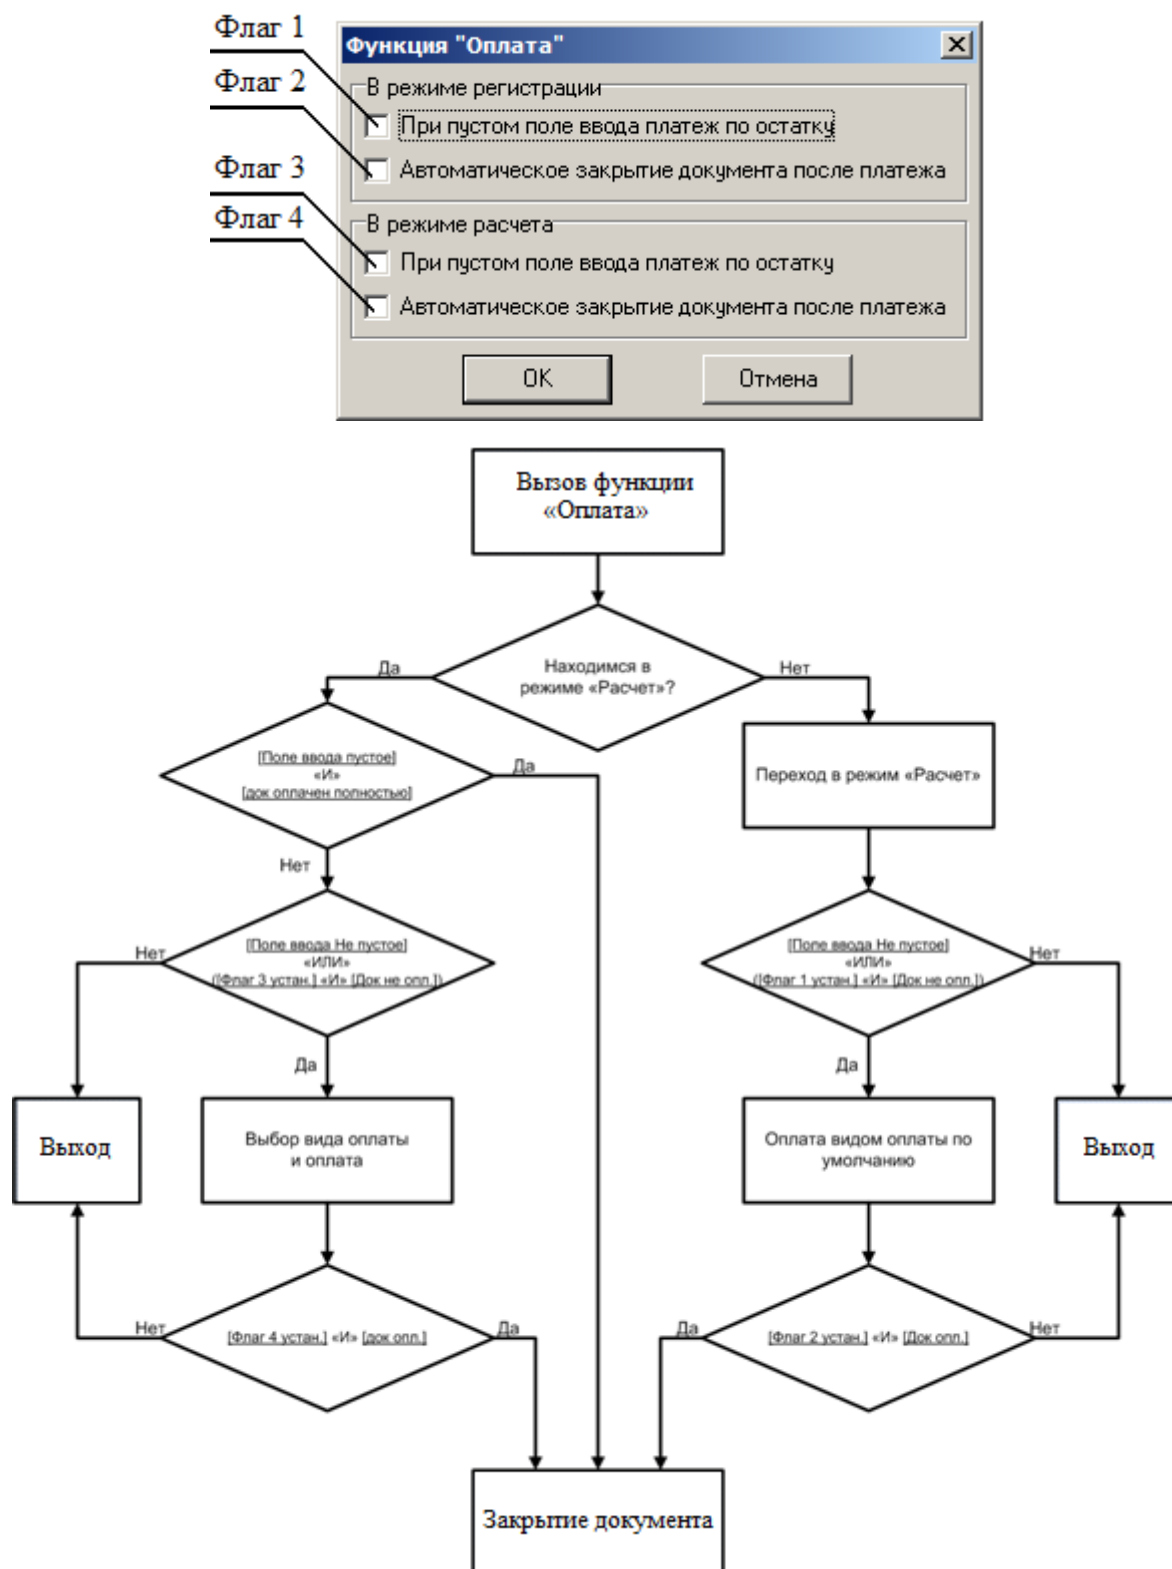 Флаг 1
Функция "Оплата"
Флаг 2
В режиме регистрации
При пустом поле ввода платеж по остатку
Флаг 3
Автоматическое закрытие документа после платежа
Флаг 4
В режиме расчета
При пустом поле ввода платеж по остатку
Автоматическое закрытие документа после платежа
OK
Отмена
Вызов функции
«Оплата»
Да
Находимся в
режиме «Расчет»?
Нет
[Поле ввода пустое]
«И»
[док оплачен полностью]
Да
Переход в режим «Расчет»
Нет
Нет
[Поле ввода Не пустое]
«ИЛИ»
([Флаг 3 устан.] «И» [Док не опл.])
[Поле ввода Не пустое]
«ИЛИ»
([Флаг 1 устан.] «И» [Док не опл.])
Нет
Да
Да
Выход
Выбор вида оплаты
и оплата
Оплата видом оплаты по
умолчанию
Выход
Нет
[Флаг 4 устан.] «И» [док опл.]
Да
Да
[Флаг 2 устан.] «И» [Док опл.]
Нет
Закрытие документа